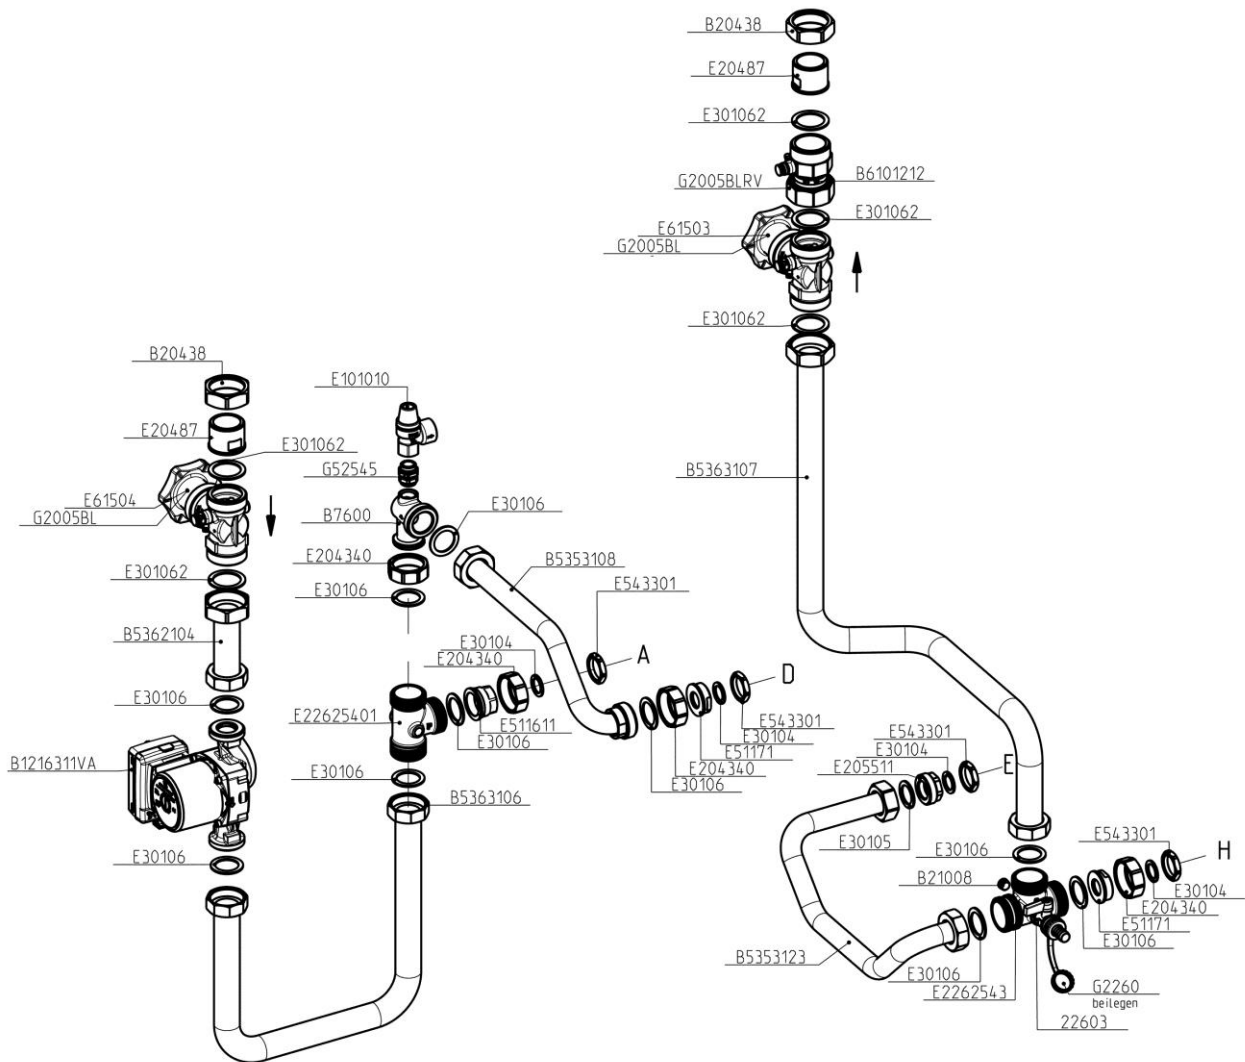 B20438
E20487
E301062
B6101212
G2005BLRV
E301062
E61503
G2005BL
E301062
B20438
E101010
E20487
E301062
G52545
B5363107
E61504
G2005BL
E30106
B7600
E204340
B5353108
E301062
E30106
E543301
B5362104
E30104
A
E204340
D
E30106
E22625401
E511611
E30106
E543301
E30104
E51171
E204340
E30106
B1216311VA
E30106
B5363106
E543301
E30104
E205511
E
E30105
E543301
H
E30106
E30106
B21008
E30104
E204340
E51171
E30106
B5353123
E30106
E2262543
G2260
beilegen
22603